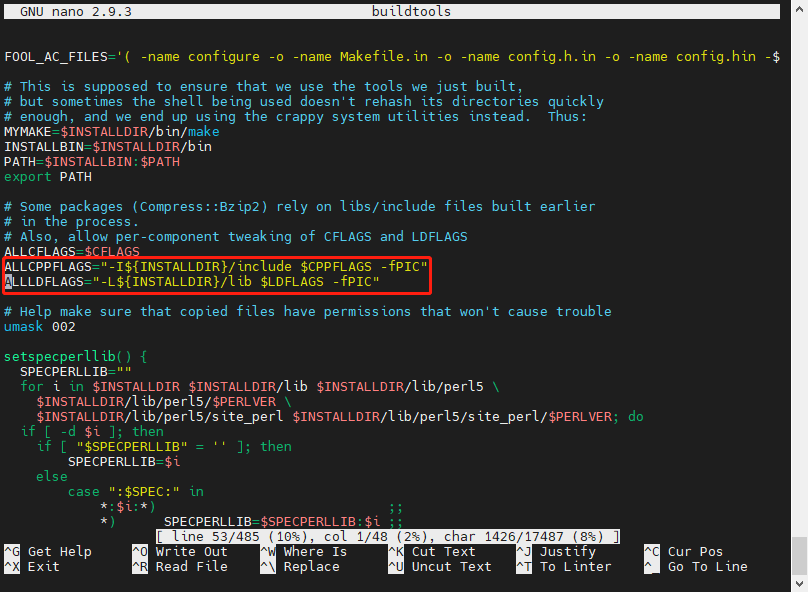 GNU nano 2.9.3 buildtools
FOOL_AC_FILES='( -name configure -o -name Makefile.in -o -name config.h.in -o -name config.hin -$
# This is supposed to ensure that we use the tools we just built,
# but sometimes the shell being used doesn't rehash its directories quickly
# enough, and we end up using the crappy system utilities instead.  Thus:
MYMAKE=$INSTALLDIR/bin/make
INSTALLBIN=$INSTALLDIR/bin
PATH=$INSTALLBIN:$PATH
export PATH
# Some packages (Compress::Bzip2) rely on libs/include files built earlier
# in the process.
# Also, allow per-component tweaking of CFLAGS and LDFLAGS
ALLCFLAGS=$CFLAGS
ALLCPPFLAGS="-I${INSTALLDIR}/include $CPPFLAGS -fPIC"
ALLLDFLAGS="-L${INSTALLDIR}/lib $LDFLAGS -fPIC"
# Help make sure that copied files have permissions that won't cause trouble
umask 002
setspecperllib() {
  SPECPERLLIB=""
  for i in $INSTALLDIR $INSTALLDIR/lib $INSTALLDIR/lib/perl5 \
    $INSTALLDIR/lib/perl5/$PERLVER \
    $INSTALLDIR/lib/perl5/site_perl $INSTALLDIR/lib/perl5/site_perl/$PERLVER; do
  if [ -d $i ]; then
    if [ "$SPECPERLLIB" = '' ]; then
        SPECPERLLIB=$i
    else
        case ":$SPEC:" in
            *:$i:*)                             ;;
            *)      SPECPERLLIB=$SPECPERLLIB:$i ;;
[ line 53/485 (10%), col 1/48 (2%), char 1426/17487 (8%) ]
^G Get Help ^O Write Out ^W Where Is ^K Cut Text ^J Justify ^C Cur Pos
^X Exit ^R Read File ^\ Replace ^U Uncut Text ^T To Linter ^_ Go To Line